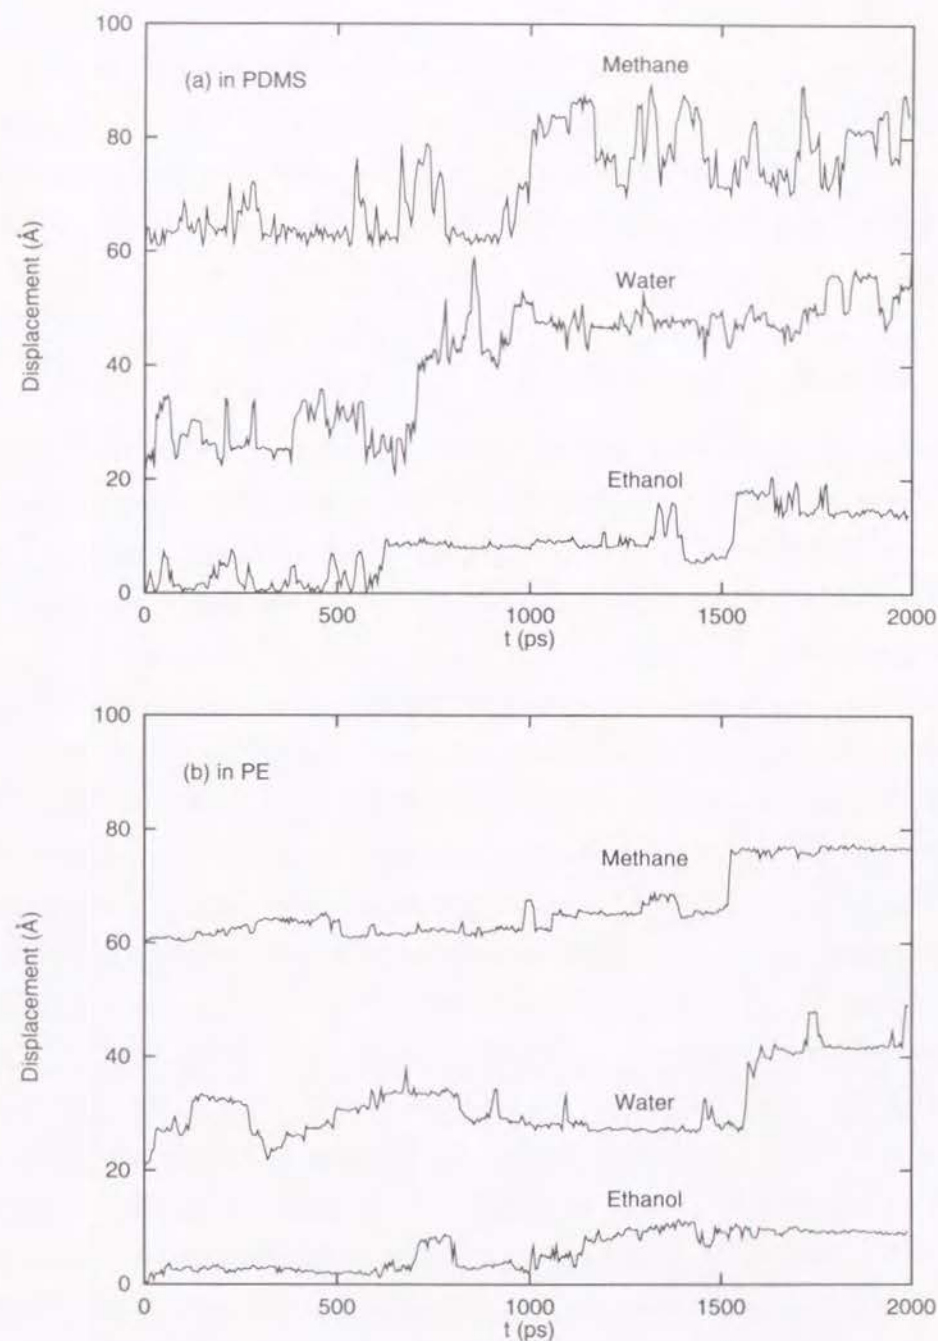 100
(a) in PDMS
Methane
80
60
Water
40
Ethanol
20
0
0 500 1000 1500 2000
t (ps)
Displacement (Å)
100
(b) in PE
80
Methane
60
40
Water
20
Ethanol
0
0 500 1000 1500 2000
t (ps)
Displacement (Å)